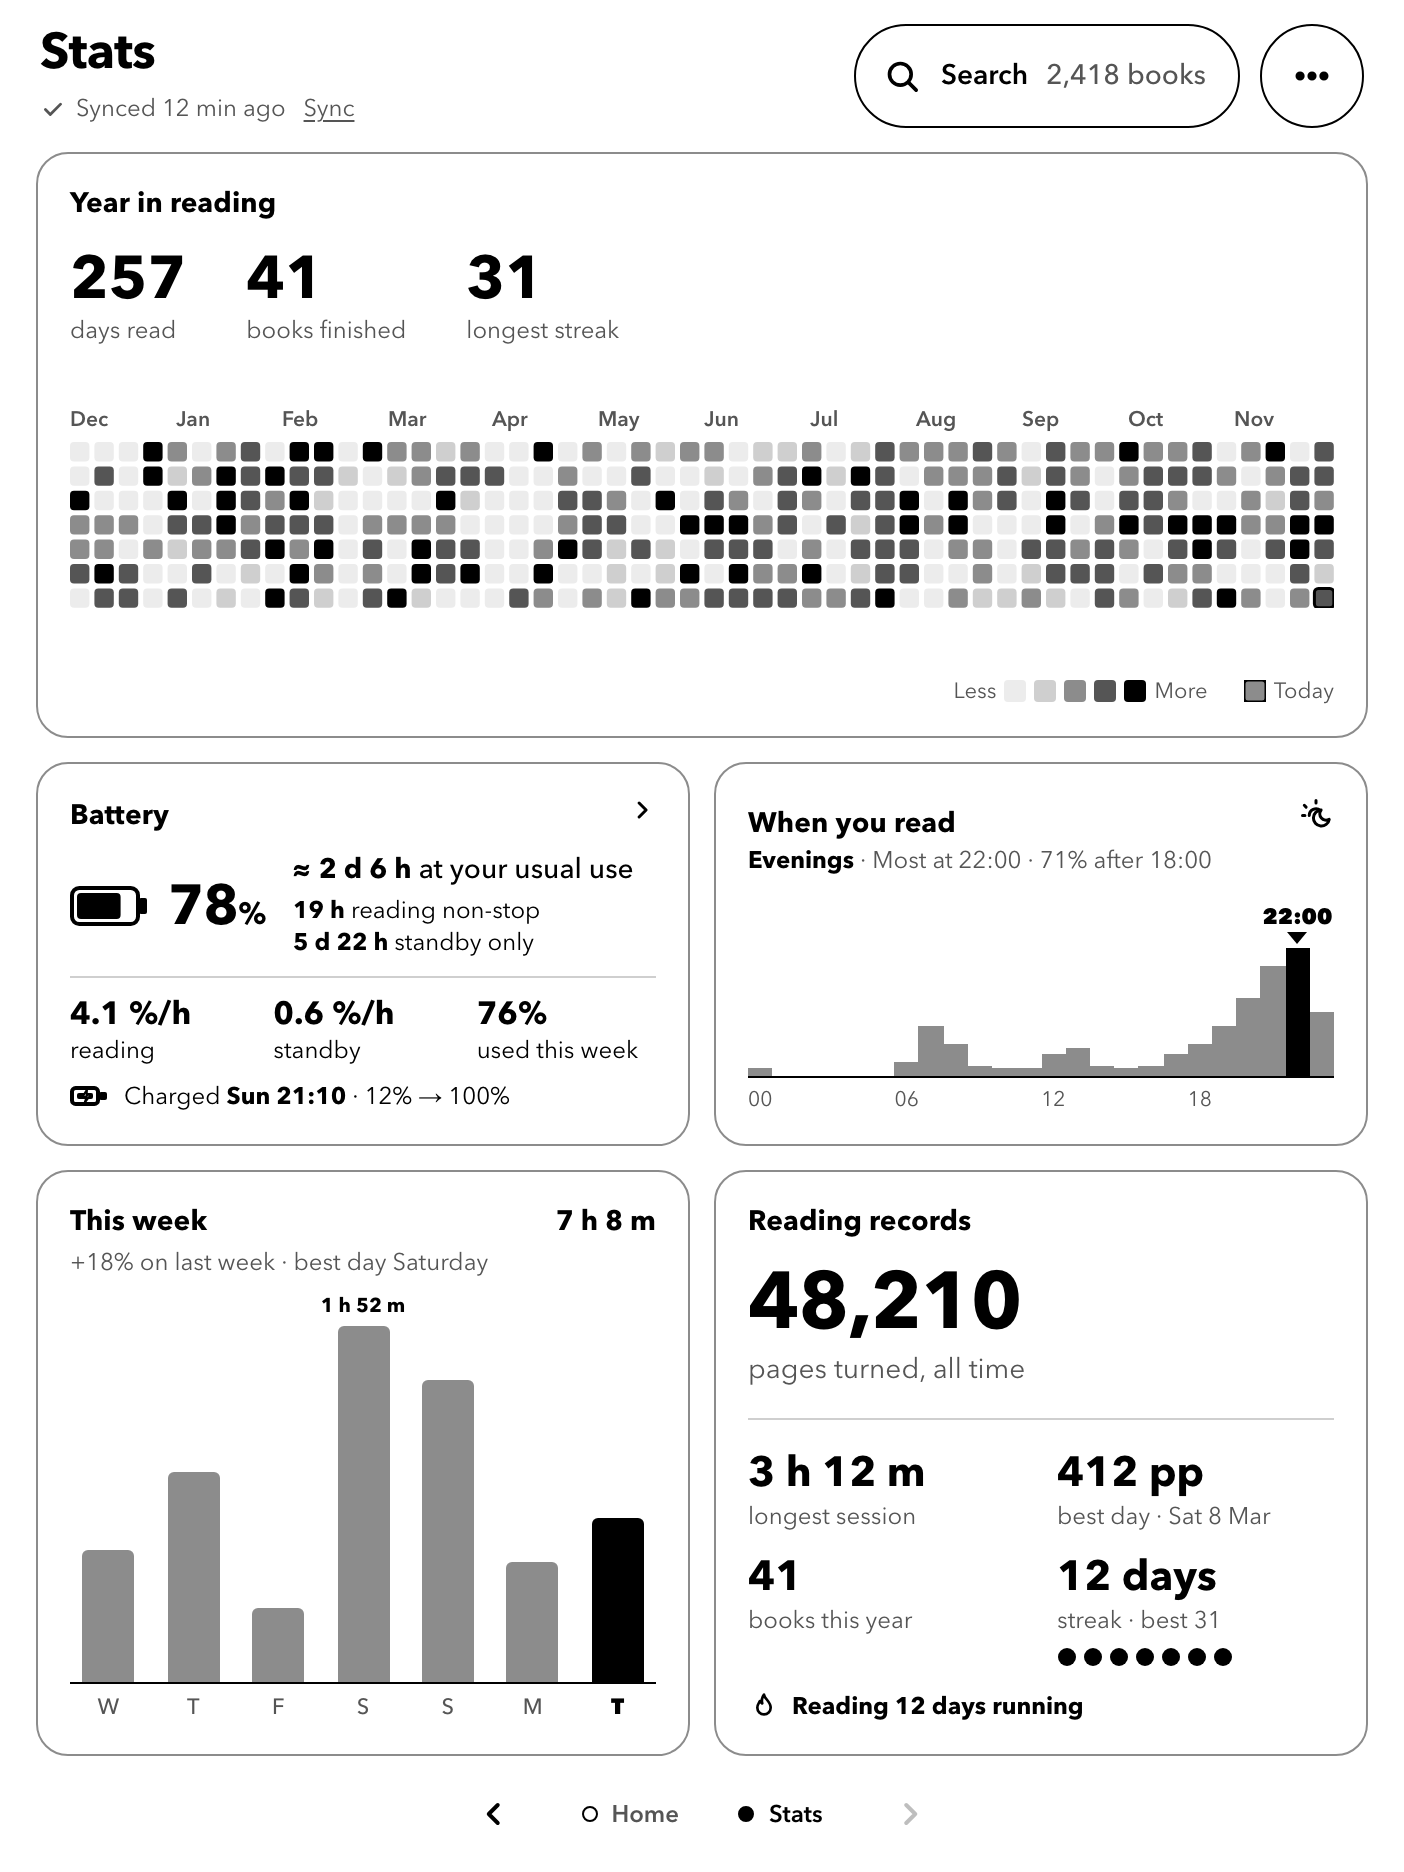 Stats
Search 2,418 books
Synced 12 min ago Sync
Year in reading
257 41 31
days read books finished longest streak
Dec Jan Feb Mar Apr May Jun Jul Aug Sep Oct Nov
Less More Today
Battery
≈ 2 d 6 h at your usual use
78%
19 h reading non-stop
5 d 22 h standby only
4.1 %/h 0.6 %/h 76%
reading standby used this week
Charged Sun 21:10 · 12% → 100%
When you read
Evenings · Most at 22:00 · 71% after 18:00
22:00
00 06 12 18
This week 7 h 8 m
+18% on last week · best day Saturday
1 h 52 m
W T F S S M T
Reading records
48,210
pages turned, all time
3 h 12 m 412 pp
longest session best day · Sat 8 Mar
41 12 days
books this year streak · best 31
Reading 12 days running
Home Stats